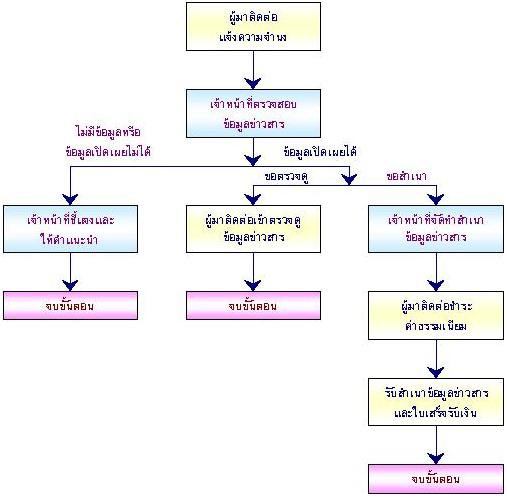 ผู้มาติดต่อ
แจ้งความจำนง
เจ้าหน้าที่ตรวจสอบ
ข้อมูลข่าวสาร
ไม่มีข้อมูลหรือ
ข้อมูลเปิดเผยไม่ได้
ข้อมูลเปิดเผยได้
ขอตรวจดู
ขอสำเนา
เจ้าหน้าที่ชี้แจงและ
ให้คำแนะนำ
ผู้มาติดต่อเข้าตรวจดู
ข้อมูลข่าวสาร
เจ้าหน้าที่จัดทำสำเนา
ข้อมูลข่าวสาร
จบขั้นตอน
จบขั้นตอน
ผู้มาติดต่อชำระ
ค่าธรรมเนียม
รับสำเนาข้อมูลข่าวสาร
และใบเสร็จรับเงิน
จบขั้นตอน